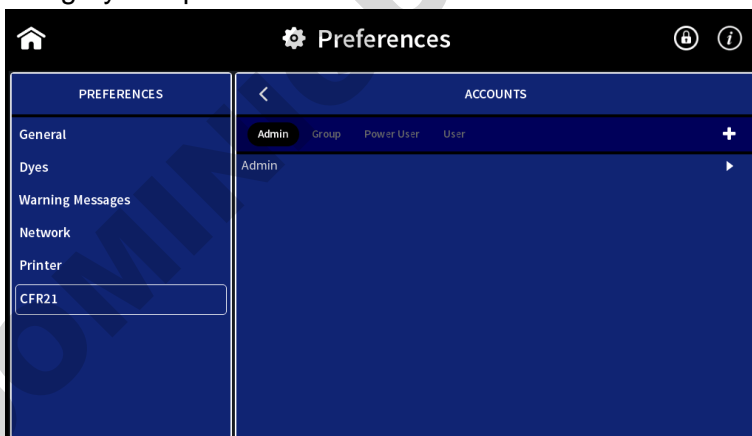 Preferences
PREFERENCES
ACCOUNTS
General
Admin Group Power User User
Dyes
Admin
Warning Messages
Network
Printer
CFR21